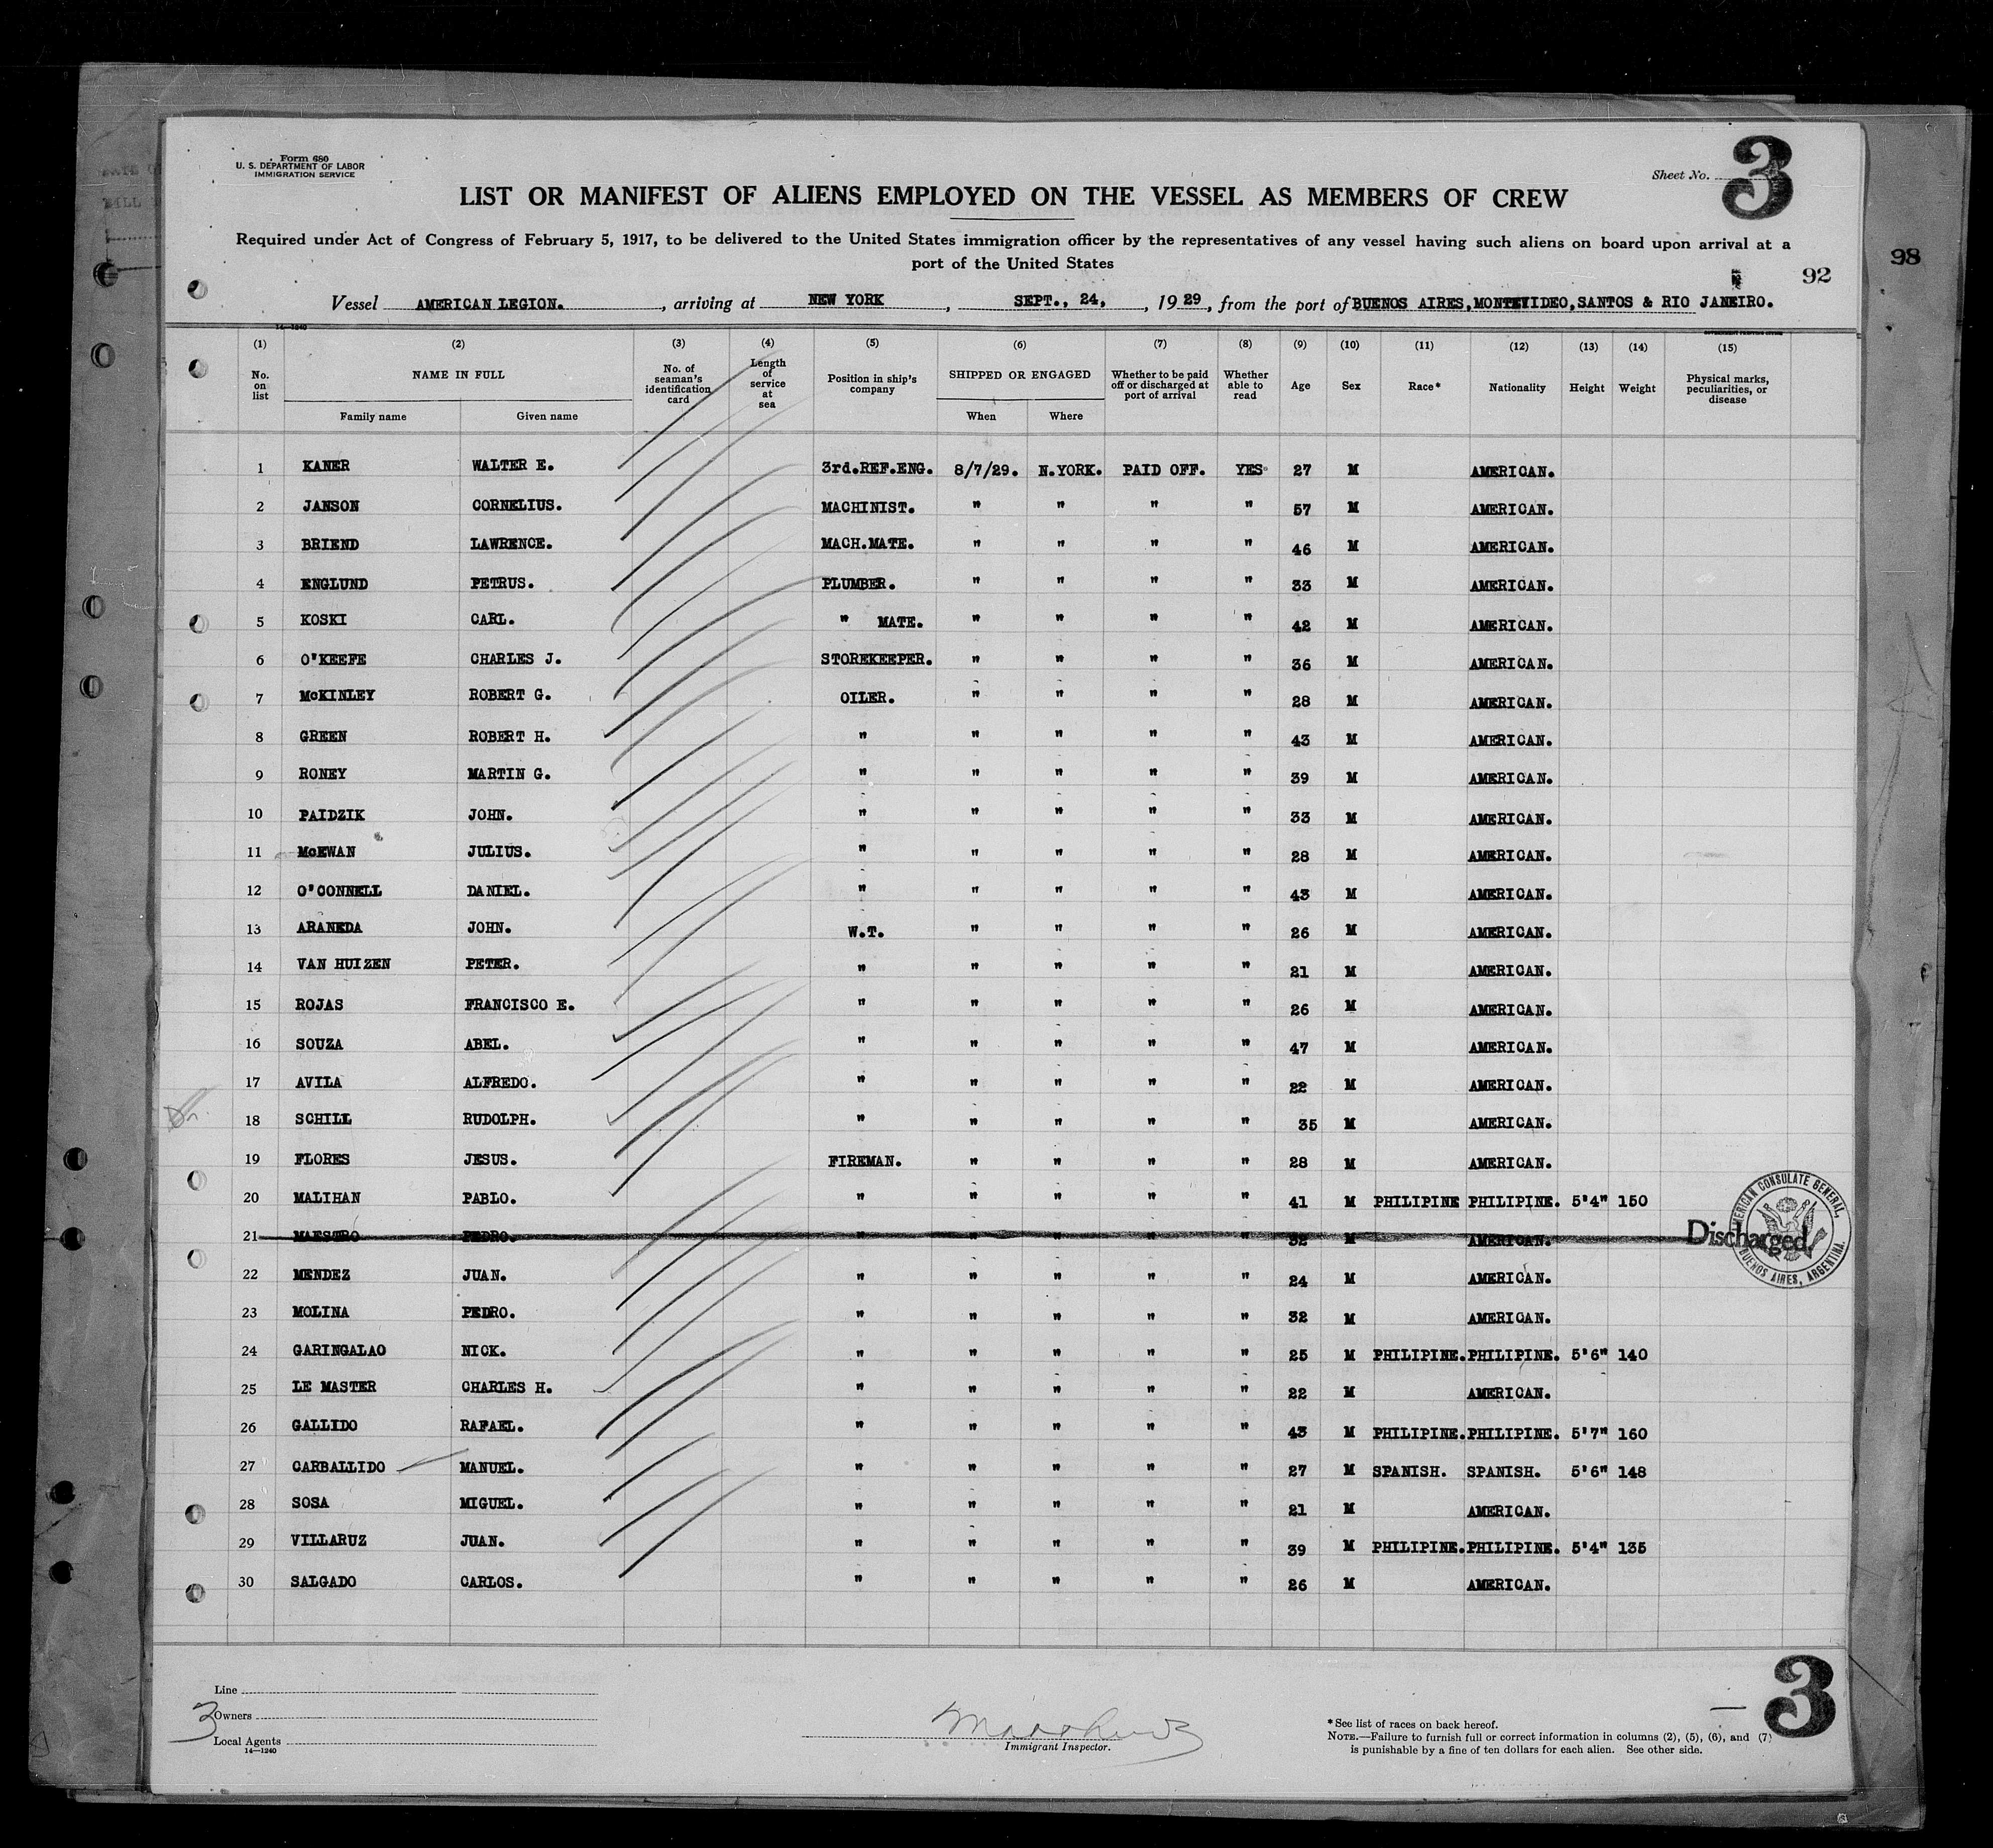 Form 680
U. S. DEPARTMENT OF LABOR
IMMIGRATION SERVICE
Sheet No. 3
LIST OR MANIFEST OF ALIENS EMPLOYED ON THE VESSEL AS MEMBERS OF CREW
Required under Act of Congress of February 5, 1917, to be delivered to the United States immigration officer by the representatives of any vessel having such aliens on board upon arrival at a
port of the United States
98
92
Vessel AMERICAN LEGION. , arriving at NEW YORK , SEPT., 24, , 19 29 , from the port of BUENOS AIRES, MONTEVIDEO, SANTOS & RIO JANEIRO.
14—1240
(1) (2) (3) (4) (5) (6) (7) (8) (9) (10) (11) (12) (13) (14) (15)
No. on list NAME IN FULL No. of seaman's identification card Length of service at sea Position in ship's company SHIPPED OR ENGAGED Whether to be paid off or discharged at port of arrival Whether able to read Age Sex Race* Nationality Height Weight Physical marks, peculiarities, or disease
Family name Given name When Where
1 KANER WALTER E. 3rd.REF.ENG. 8/7/29. N.YORK. PAID OFF. YES 27 M AMERICAN.
2 JANSON CORNELIUS. MACHINIST. " " " " 57 M AMERICAN.
3 BRIEND LAWRENCE. MACH.MATE. " " " " 46 M AMERICAN.
4 ENGLUND PETRUS. PLUMBER. " " " " 33 M AMERICAN.
5 KOSKI CARL. " MATE. " " " " 42 M AMERICAN.
6 O'KEEFE CHARLES J. STOREKEEPER. " " " " 36 M AMERICAN.
7 McKINLEY ROBERT G. OILER. " " " " 28 M AMERICAN.
8 GREEN ROBERT H. " " " " " 43 M AMERICAN.
9 RONEY MARTIN G. " " " " " 39 M AMERICAN.
10 PAIDZIK JOHN. " " " " " 33 M AMERICAN.
11 McEWAN JULIUS. " " " " " 28 M AMERICAN.
12 O'CONNELL DANIEL. " " " " " 43 M AMERICAN.
13 ARANEDA JOHN. W.T. " " " " 26 M AMERICAN.
14 VAN HUIZEN PETER. " " " " " 21 M AMERICAN.
15 ROJAS FRANCISCO E. " " " " " 26 M AMERICAN.
16 SOUZA ABEL. " " " " " 47 M AMERICAN.
17 AVILA ALFREDO. " " " " " 22 M AMERICAN.
18 SCHILL RUDOLPH. " " " " " 35 M AMERICAN.
19 FLORES JESUS. FIREMAN. " " " " 28 M AMERICAN.
20 MALIHAN PABLO. " " " " " 41 M PHILIPINE PHILIPINE. 5'4" 150
21 MAESTRO PEDRO. " " " " " 32 M AMERICAN. Discharged
AMERICAN CONSULATE GENERAL, BUENOS AIRES, ARGENTINA.
22 MENDEZ JUAN. " " " " " 24 M AMERICAN.
23 MOLINA PEDRO. " " " " " 32 M AMERICAN.
24 GARINGALAO NICK. " " " " " 25 M PHILIPINE. PHILIPINE. 5'6" 140
25 LE MASTER CHARLES H. " " " " " 22 M AMERICAN.
26 GALLIDO RAFAEL. " " " " " 43 M PHILIPINE. PHILIPINE. 5'7" 160
27 CARBALLIDO MANUEL. " " " " " 27 M SPANISH. SPANISH. 5'6" 148
28 SOSA MIGUEL. " " " " " 21 M AMERICAN.
29 VILLARUZ JUAN. " " " " " 39 M PHILIPINE. PHILIPINE. 5'4" 135
30 SALGADO CARLOS. " " " " " 26 M AMERICAN.
Line
3 Owners
Local Agents
14—1240
Immigrant Inspector.
* See list of races on back hereof.
NOTE.—Failure to furnish full or correct information in columns (2), (5), (6), and (7)
is punishable by a fine of ten dollars for each alien. See other side.
3